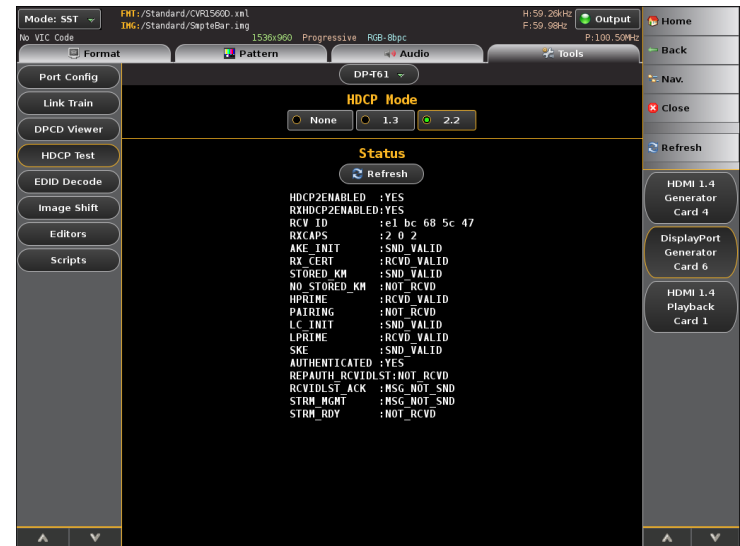 Mode: SST
FMT:/Standard/CVR1560D.xml
IMG:/Standard/SmpteBar.img
H:59.26kHz
F:59.98Hz
Output
No VIC Code
1536x960 Progressive RGB-8bpc
P:100.50MHz
Format
Pattern
Audio
Tools
Port Config
Link Train
DPCD Viewer
HDCP Test
EDID Decode
Image Shift
Editors
Scripts
DP-T61
HDCP Mode
None
1.3
2.2
Status
Refresh
HDCP2ENABLED :YES
RXHDCP2ENABLED:YES
RCV ID :e1 bc 68 5c 47
RXCAPS :2 0 2
AKE_INIT :SND_VALID
RX_CERT :RCVD_VALID
STORED_KM :SND_VALID
NO_STORED_KM :NOT_RCVD
HPRIME :RCVD_VALID
PAIRING :NOT_RCVD
LC_INIT :SND_VALID
LPRIME :RCVD_VALID
SKE :SND_VALID
AUTHENTICATED :YES
REPAUTH_RCVIDLST:NOT_RCVD
RCVIDLST_ACK :MSG_NOT_SND
STRM_MGMT :MSG_NOT_SND
STRM_RDY :NOT_RCVD
Home
Back
Nav.
Close
Refresh
HDMI 1.4
Generator
Card 4
DisplayPort
Generator
Card 6
HDMI 1.4
Playback
Card 1